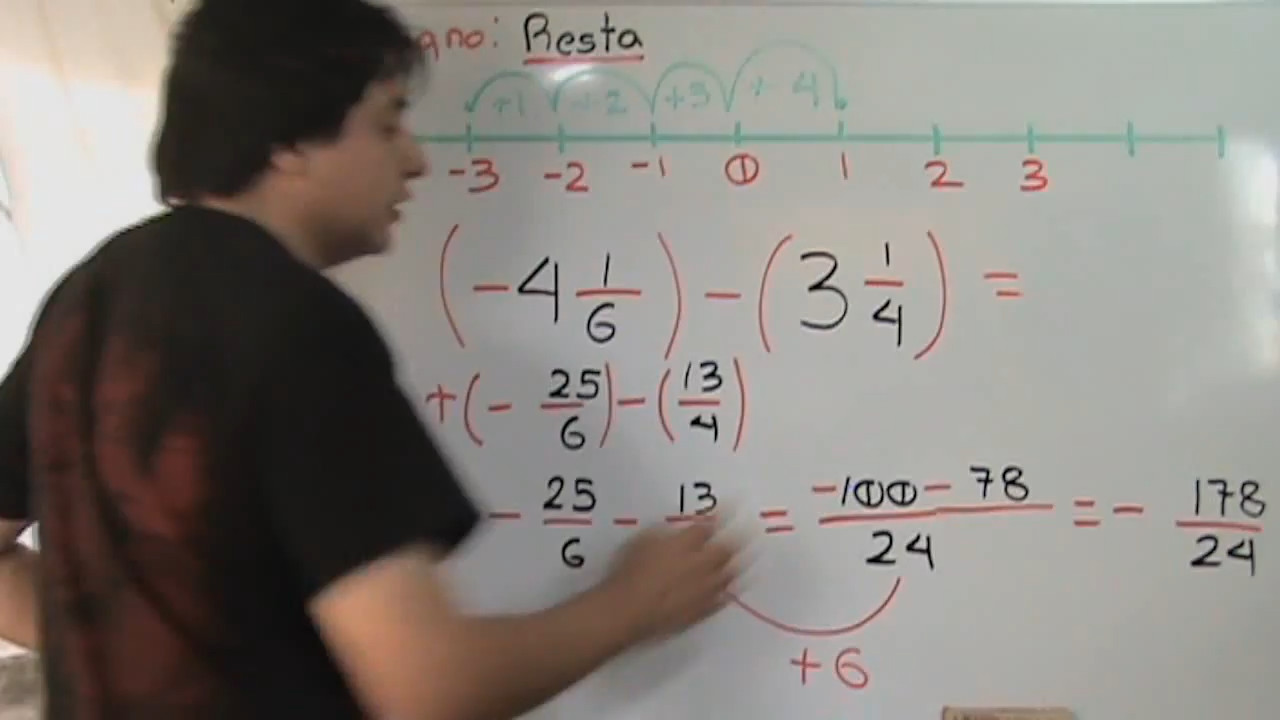 Resta
+1 +2 +3 +4
-3 -2 -1 0 1 2 3
(-4 1/6) - (3 1/4) =
+(- 25/6) - (13/4)
- 25/6 - 13 = -100 - 78 / 24 = - 178/24
+6